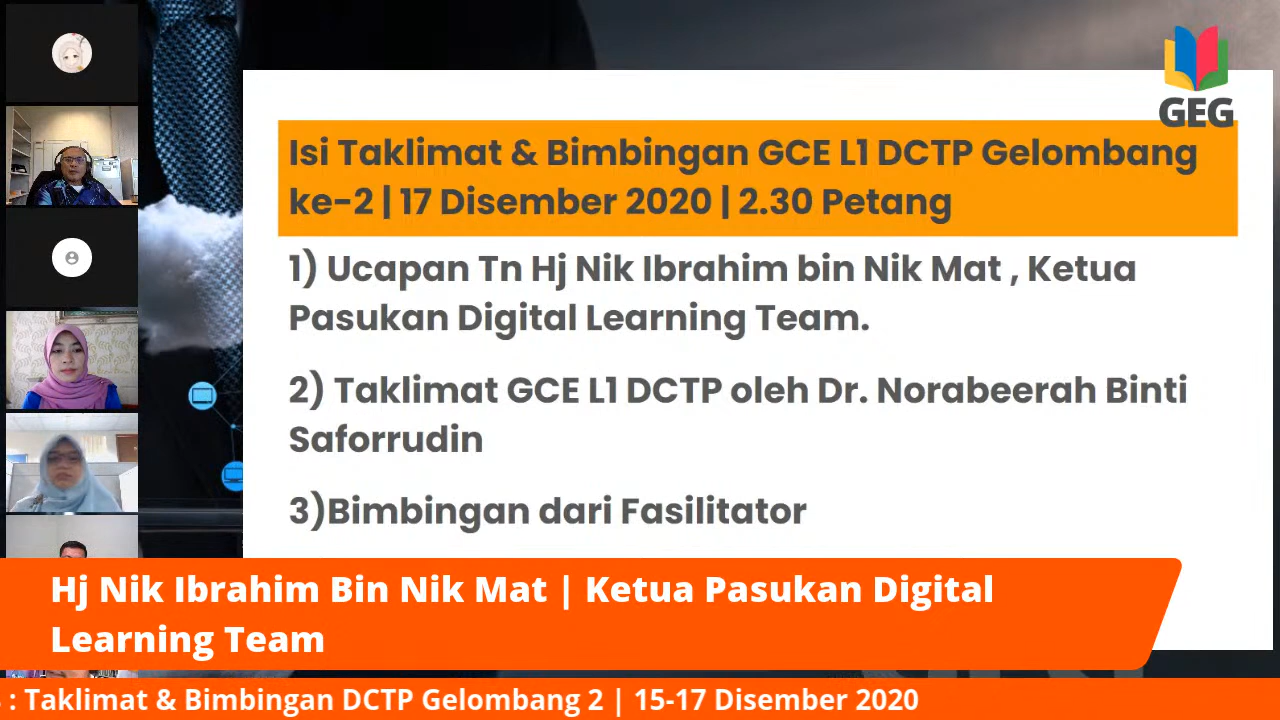 GEG
Isi Taklimat & Bimbingan GCE L1 DCTP Gelombang
ke-2 | 17 Disember 2020 | 2.30 Petang
1) Ucapan Tn Hj Nik Ibrahim bin Nik Mat , Ketua
Pasukan Digital Learning Team.
2) Taklimat GCE L1 DCTP oleh Dr. Norabeerah Binti
Saforrudin
3)Bimbingan dari Fasilitator
Hj Nik Ibrahim Bin Nik Mat | Ketua Pasukan Digital
Learning Team
: Taklimat & Bimbingan DCTP Gelombang 2 | 15-17 Disember 2020